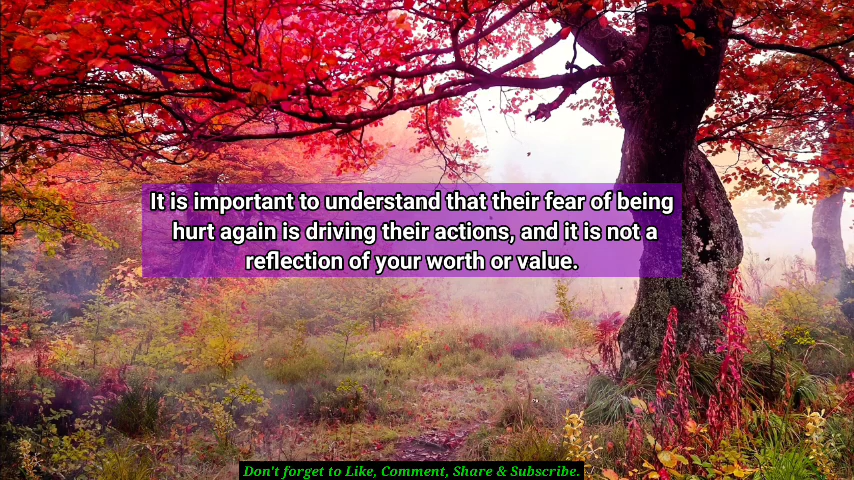 It is important to understand that their fear of being
hurt again is driving their actions, and it is not a
reflection of your worth or value.
Don't forget to Like, Comment, Share & Subscribe.